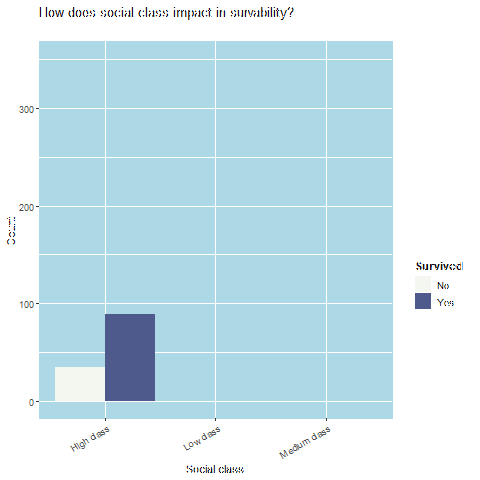 How does social class impact in survability?
300
200
100
0
Count
High class
Low class
Medium class
Social class
Survived
No
Yes